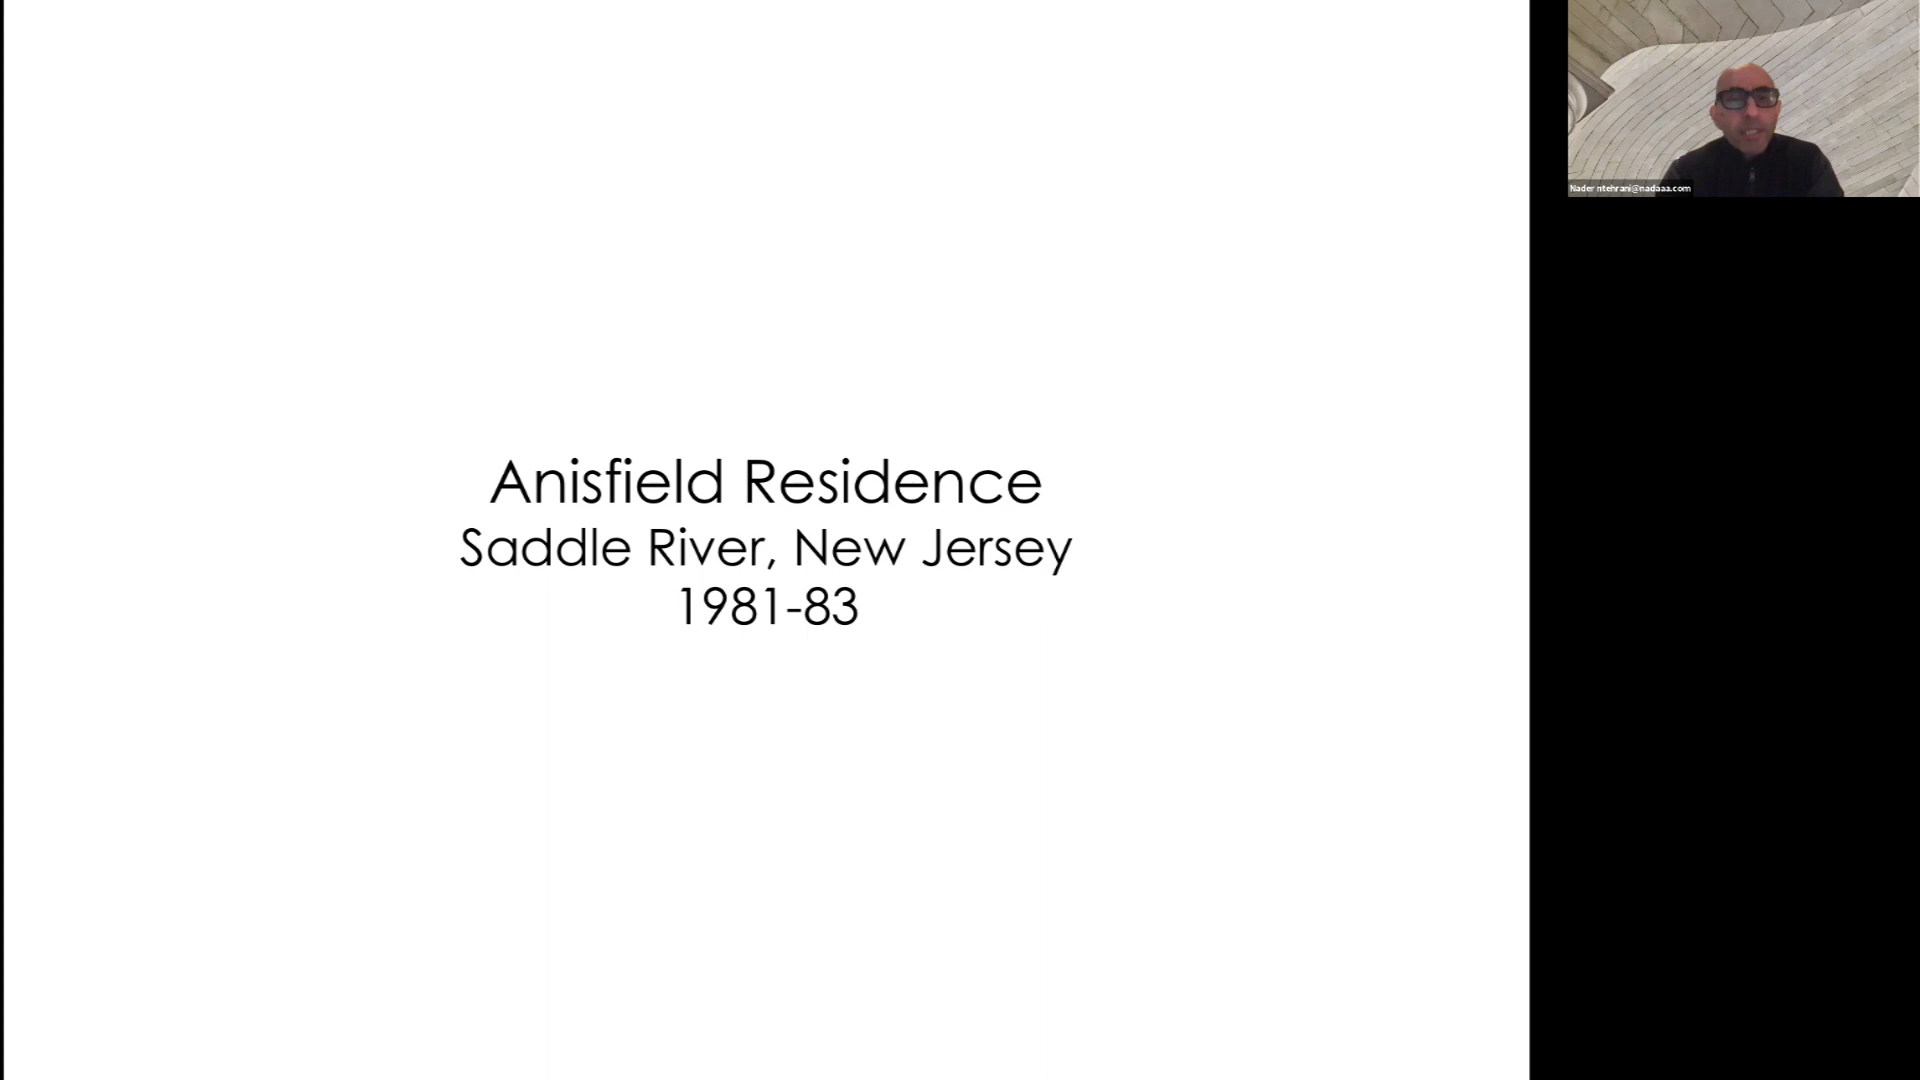 Anisfield Residence
Saddle River, New Jersey
1981-83
Nader ntehrani@nadaaa.com